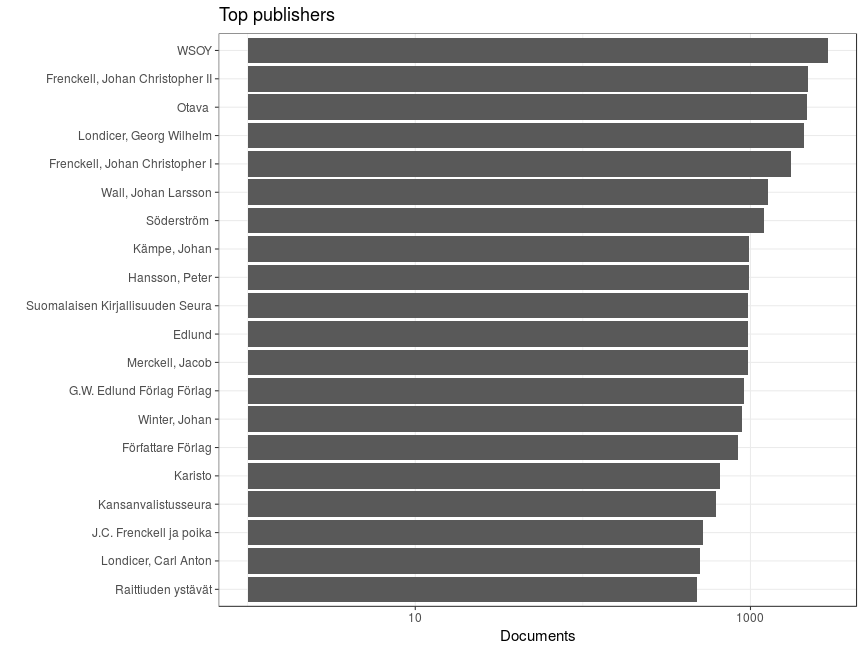 Top publishers
WSOY
Frenckell, Johan Christopher II
Otava
Londicer, Georg Wilhelm
Frenckell, Johan Christopher I
Wall, Johan Larsson
Söderström
Kämpe, Johan
Hansson, Peter
Suomalaisen Kirjallisuuden Seura
Edlund
Merckell, Jacob
G.W. Edlund Förlag Förlag
Winter, Johan
Författare Förlag
Karisto
Kansanvalistusseura
J.C. Frenckell ja poika
Londicer, Carl Anton
Raittiuden ystävät
10 1000
Documents